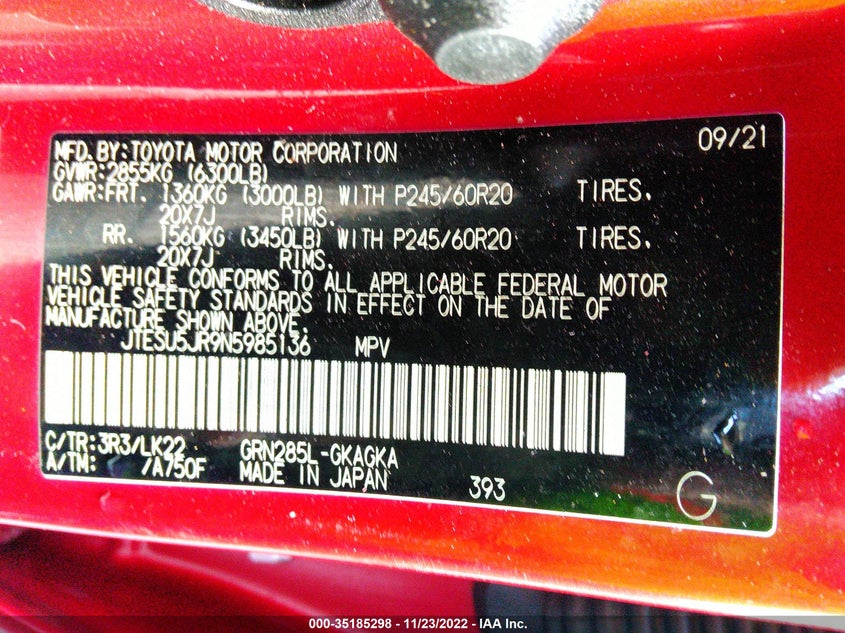 MFD.BY:TOYOTA MOTOR CORPORATION 09/21
GVWR:2855KG (6300LB)
GAWR:FRT. 1360KG (3000LB) WITH P245/60R20 TIRES.
20X7J RIMS.
RR. 1560KG (3450LB) WITH P245/60R20 TIRES.
20X7J RIMS.
THIS VEHICLE CONFORMS TO ALL APPLICABLE FEDERAL MOTOR
VEHICLE SAFETY STANDARDS IN EFFECT ON THE DATE OF
MANUFACTURE SHOWN ABOVE.
JTESU5JR9N5985136 MPV
C/TR:3R3/LK22 GRN285L-GKAGKA
A/TM: /A750F MADE IN JAPAN 393 G
000-35185298 - 11/23/2022 - IAA Inc.